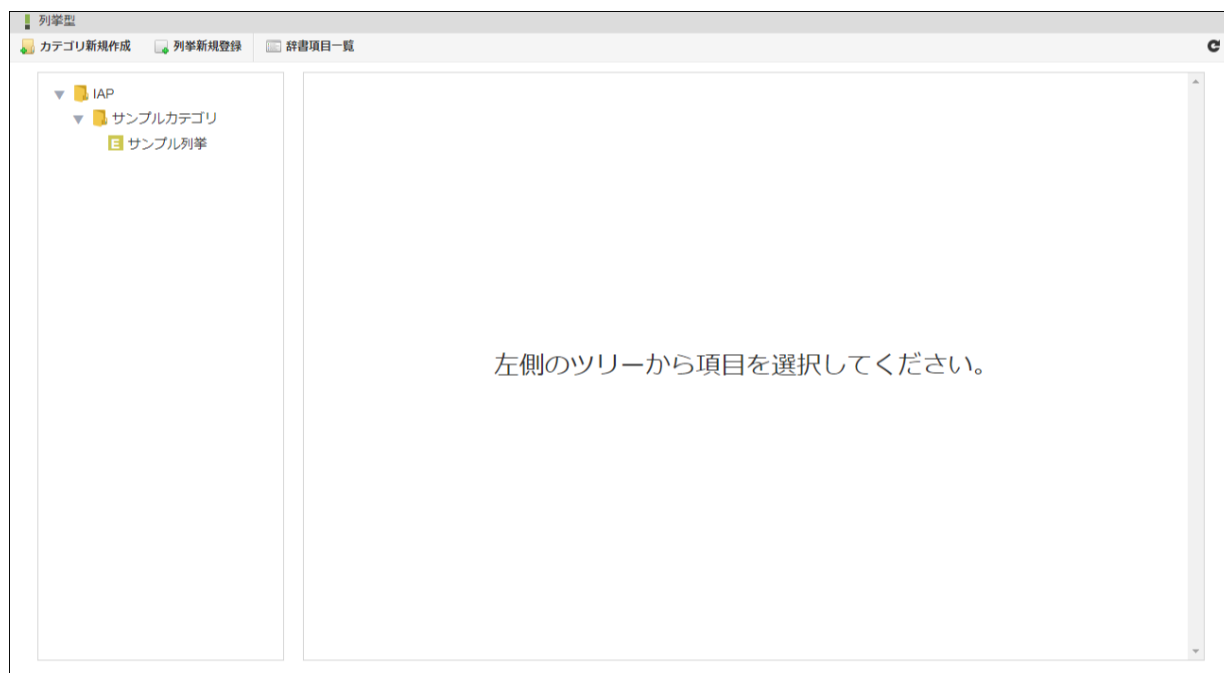 列挙型
カテゴリ新規作成 列挙新規登録 辞書項目一覧
IAP
サンプルカテゴリ
E サンプル列挙
左側のツリーから項目を選択してください。